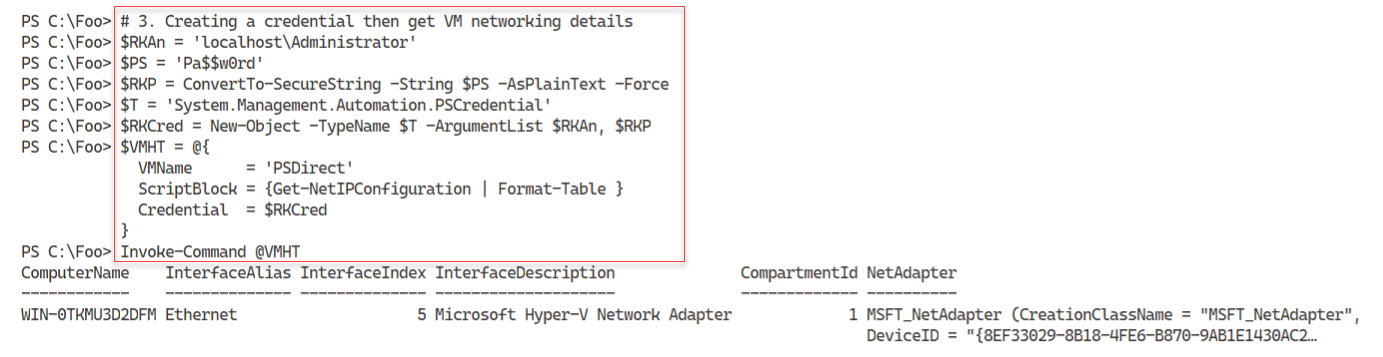 PS C:\Foo> # 3. Creating a credential then get VM networking details
PS C:\Foo> $RKAn = 'localhost\Administrator'
PS C:\Foo> $PS = 'Pa$$w0rd'
PS C:\Foo> $RKP = ConvertTo-SecureString -String $PS -AsPlainText -Force
PS C:\Foo> $T = 'System.Management.Automation.PSCredential'
PS C:\Foo> $RKCred = New-Object -TypeName $T -ArgumentList $RKAn, $RKP
PS C:\Foo> $VMHT = @{
VMName      = 'PSDirect'
ScriptBlock = {Get-NetIPConfiguration | Format-Table }
Credential  = $RKCred
}
PS C:\Foo> Invoke-Command @VMHT
ComputerName    InterfaceAlias InterfaceIndex InterfaceDescription              CompartmentId NetAdapter
------------    -------------- -------------- --------------------              ------------- ----------
WIN-0TKMU3D2DFM Ethernet                    5 Microsoft Hyper-V Network Adapter             1 MSFT_NetAdapter (CreationClassName = "MSFT_NetAdapter",
DeviceID = "{8EF33029-8B18-4FE6-B870-9AB1E1430AC2…